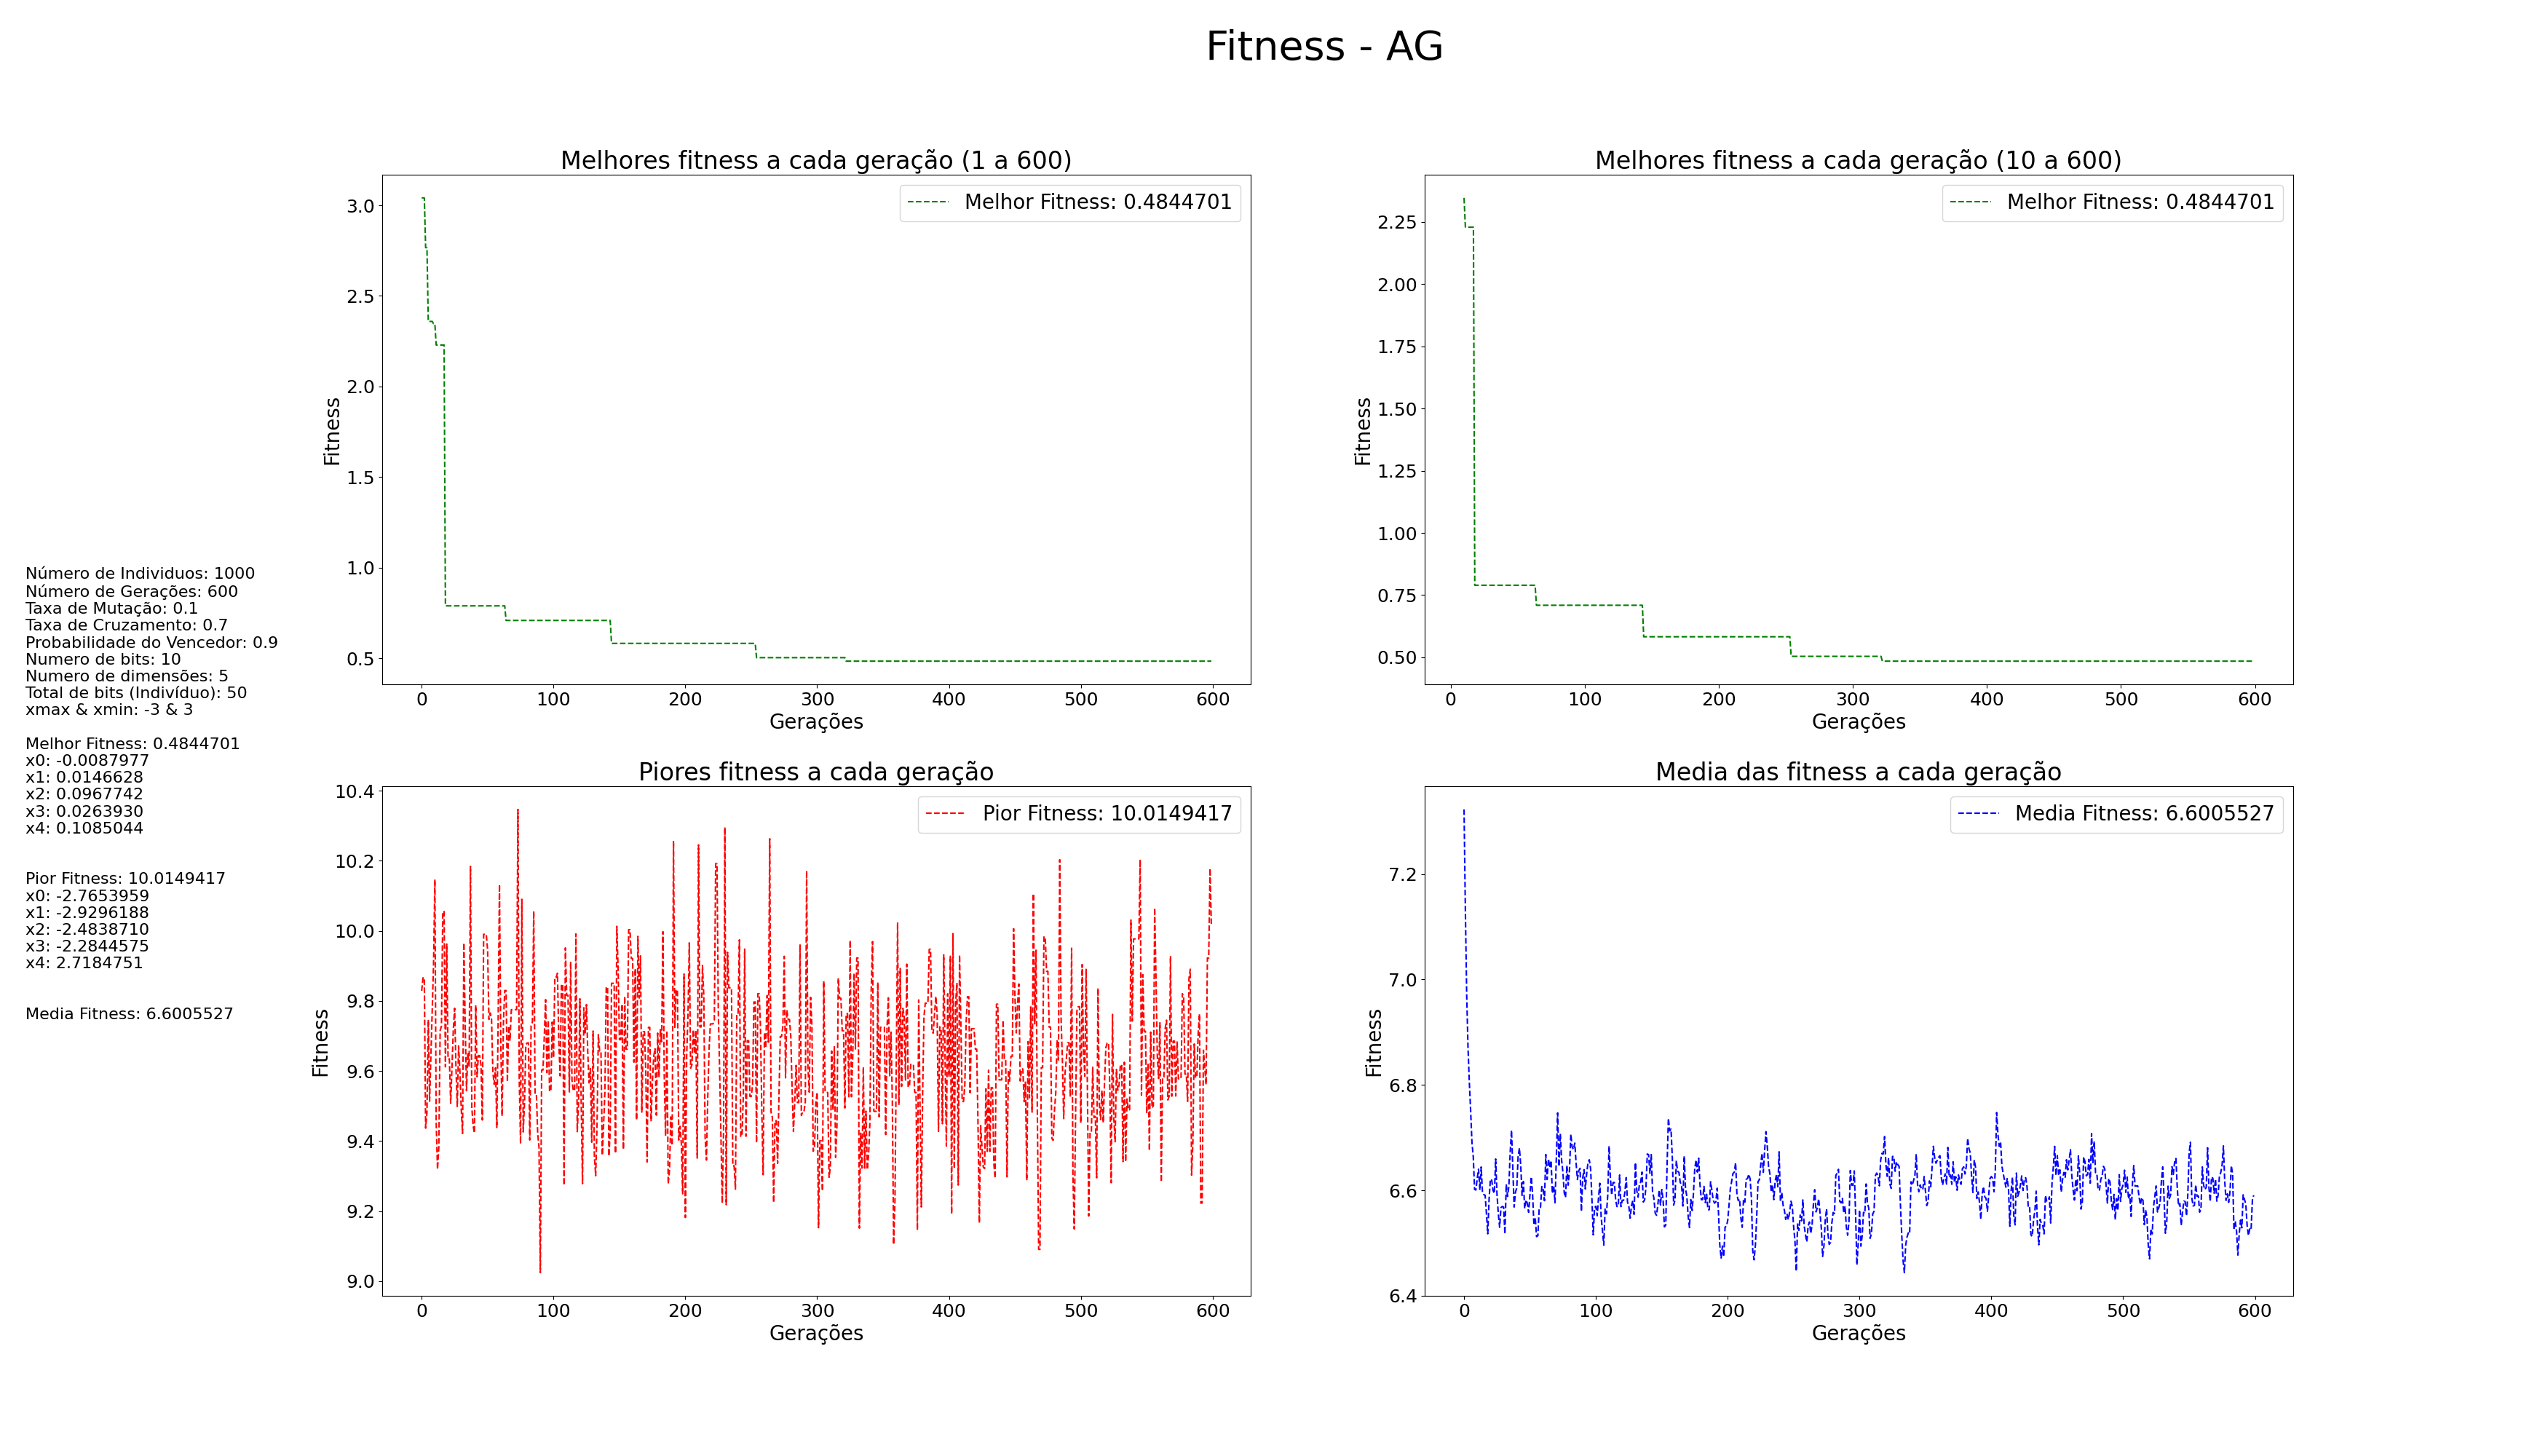 Fitness - AG
Número de Individuos: 1000
Número de Gerações: 600
Taxa de Mutação: 0.1
Taxa de Cruzamento: 0.7
Probabilidade do Vencedor: 0.9
Numero de bits: 10
Numero de dimensões: 5
Total de bits (Indivíduo): 50
xmax & xmin: -3 & 3
Melhor Fitness: 0.4844701
x0: -0.0087977
x1: 0.0146628
x2: 0.0967742
x3: 0.0263930
x4: 0.1085044
Pior Fitness: 10.0149417
x0: -2.7653959
x1: -2.9296188
x2: -2.4838710
x3: -2.2844575
x4: 2.7184751
Media Fitness: 6.6005527
Melhores fitness a cada geração (1 a 600)
Melhor Fitness: 0.4844701
Fitness
3.0
2.5
2.0
1.5
1.0
0.5
0 100 200 300 400 500 600
Gerações
Melhores fitness a cada geração (10 a 600)
Melhor Fitness: 0.4844701
Fitness
2.25
2.00
1.75
1.50
1.25
1.00
0.75
0.50
0 100 200 300 400 500 600
Gerações
Piores fitness a cada geração
Pior Fitness: 10.0149417
Fitness
10.4
10.2
10.0
9.8
9.6
9.4
9.2
9.0
0 100 200 300 400 500 600
Gerações
Media das fitness a cada geração
Media Fitness: 6.6005527
Fitness
7.2
7.0
6.8
6.6
6.4
0 100 200 300 400 500 600
Gerações